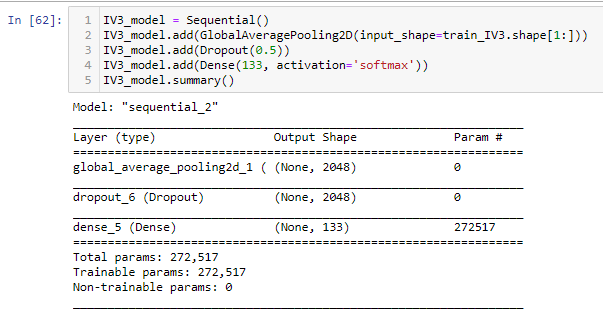 In [62]:
1 IV3_model = Sequential()
2 IV3_model.add(GlobalAveragePooling2D(input_shape=train_IV3.shape[1:]))
3 IV3_model.add(Dropout(0.5))
4 IV3_model.add(Dense(133, activation='softmax'))
5 IV3_model.summary()
Model: "sequential_2"
_________________________________________________________________
Layer (type)                 Output Shape              Param #
=================================================================
global_average_pooling2d_1 ( (None, 2048)              0
_________________________________________________________________
dropout_6 (Dropout)          (None, 2048)              0
_________________________________________________________________
dense_5 (Dense)              (None, 133)               272517
=================================================================
Total params: 272,517
Trainable params: 272,517
Non-trainable params: 0
_________________________________________________________________